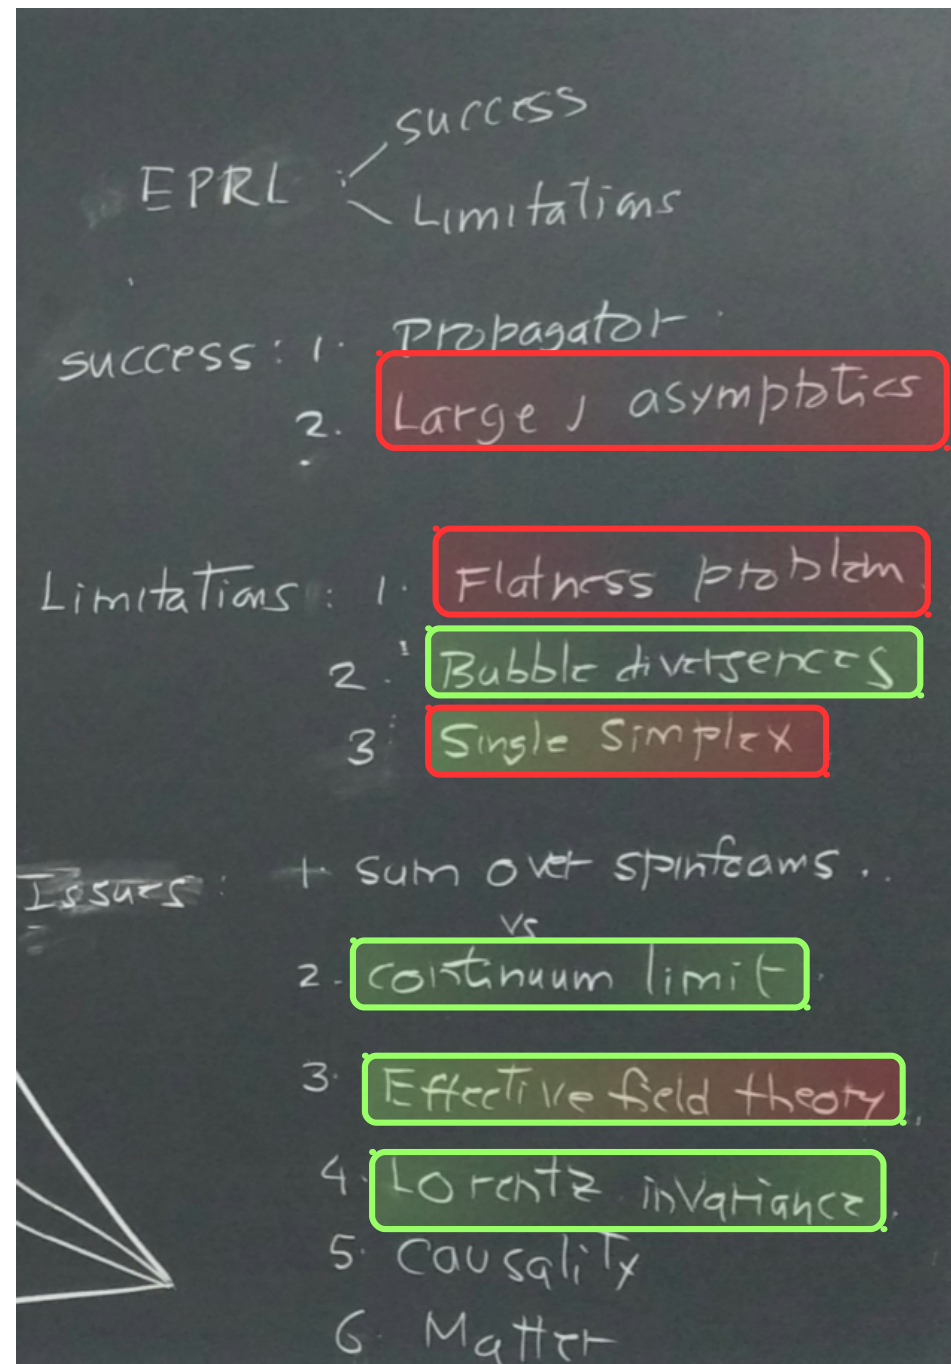 success
EPRL :
Limitations
success : 1. Propagator
2. Large j asymptotics
Limitations : 1. Flatness problem
2. Bubble divergences
3 Single Simplex
Issues : 1 sum over spinfoams ..
vs
2. continuum limit
3. Effective field theory
4. Lorentz invariance
5. Causality
6. Matter